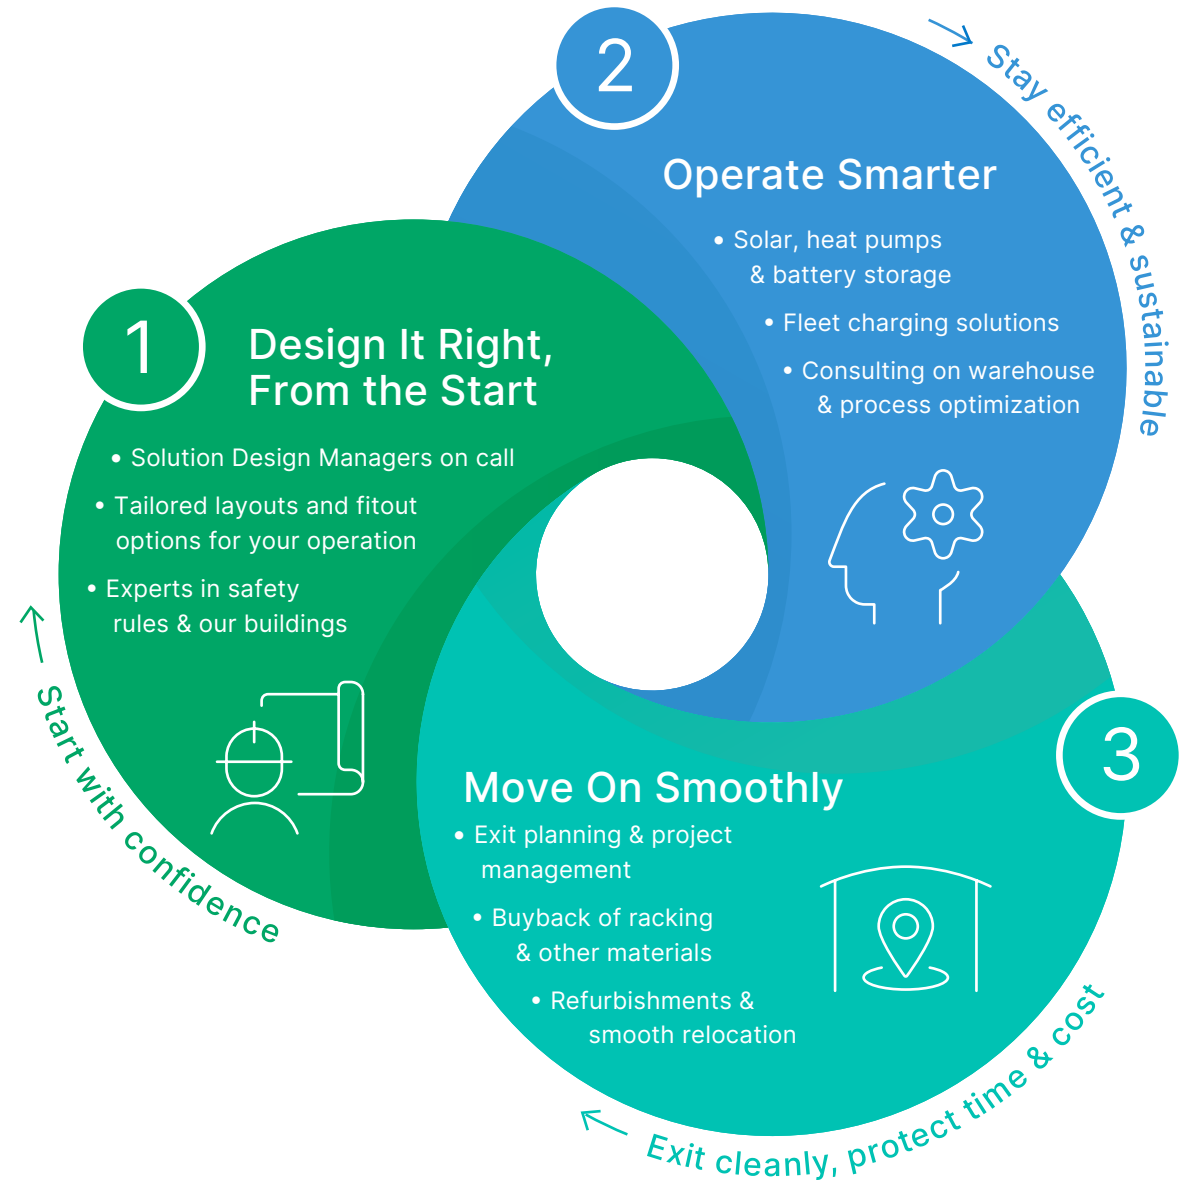 1
Design It Right,
From the Start
• Solution Design Managers on call
• Tailored layouts and fitout
options for your operation
• Experts in safety
rules & our buildings
Start with confidence
2
Operate Smarter
• Solar, heat pumps
& battery storage
• Fleet charging solutions
• Consulting on warehouse
& process optimization
Stay efficient & sustainable
3
Move On Smoothly
• Exit planning & project
management
• Buyback of racking
& other materials
• Refurbishments &
smooth relocation
Exit cleanly, protect time & cost